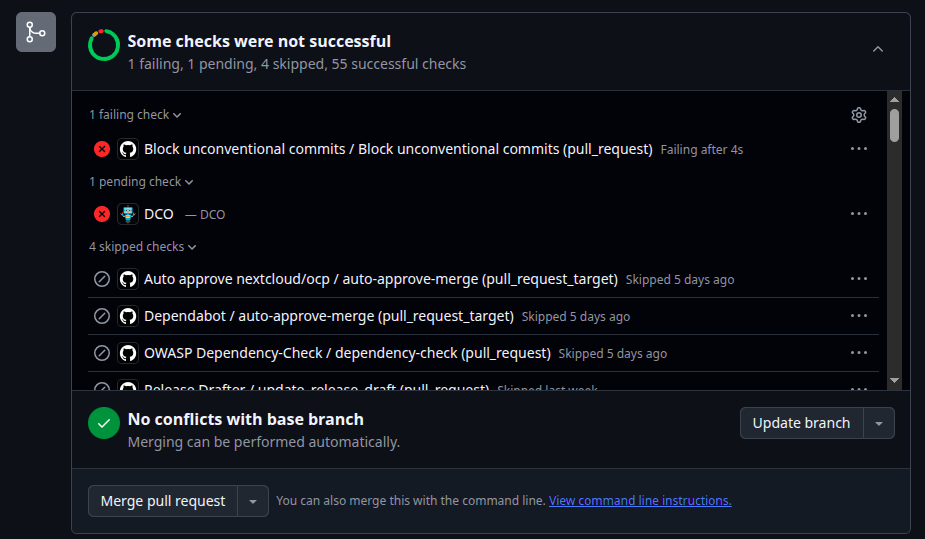 Some checks were not successful
1 failing, 1 pending, 4 skipped, 55 successful checks
1 failing check
Block unconventional commits / Block unconventional commits (pull_request) Failing after 4s
1 pending check
DCO — DCO
4 skipped checks
Auto approve nextcloud/ocp / auto-approve-merge (pull_request_target) Skipped 5 days ago
Dependabot / auto-approve-merge (pull_request_target) Skipped 5 days ago
OWASP Dependency-Check / dependency-check (pull_request) Skipped 5 days ago
Release Drafter / update_release_draft (pull_request) Skipped last week
No conflicts with base branch
Merging can be performed automatically.
Update branch
Merge pull request
You can also merge this with the command line. View command line instructions.